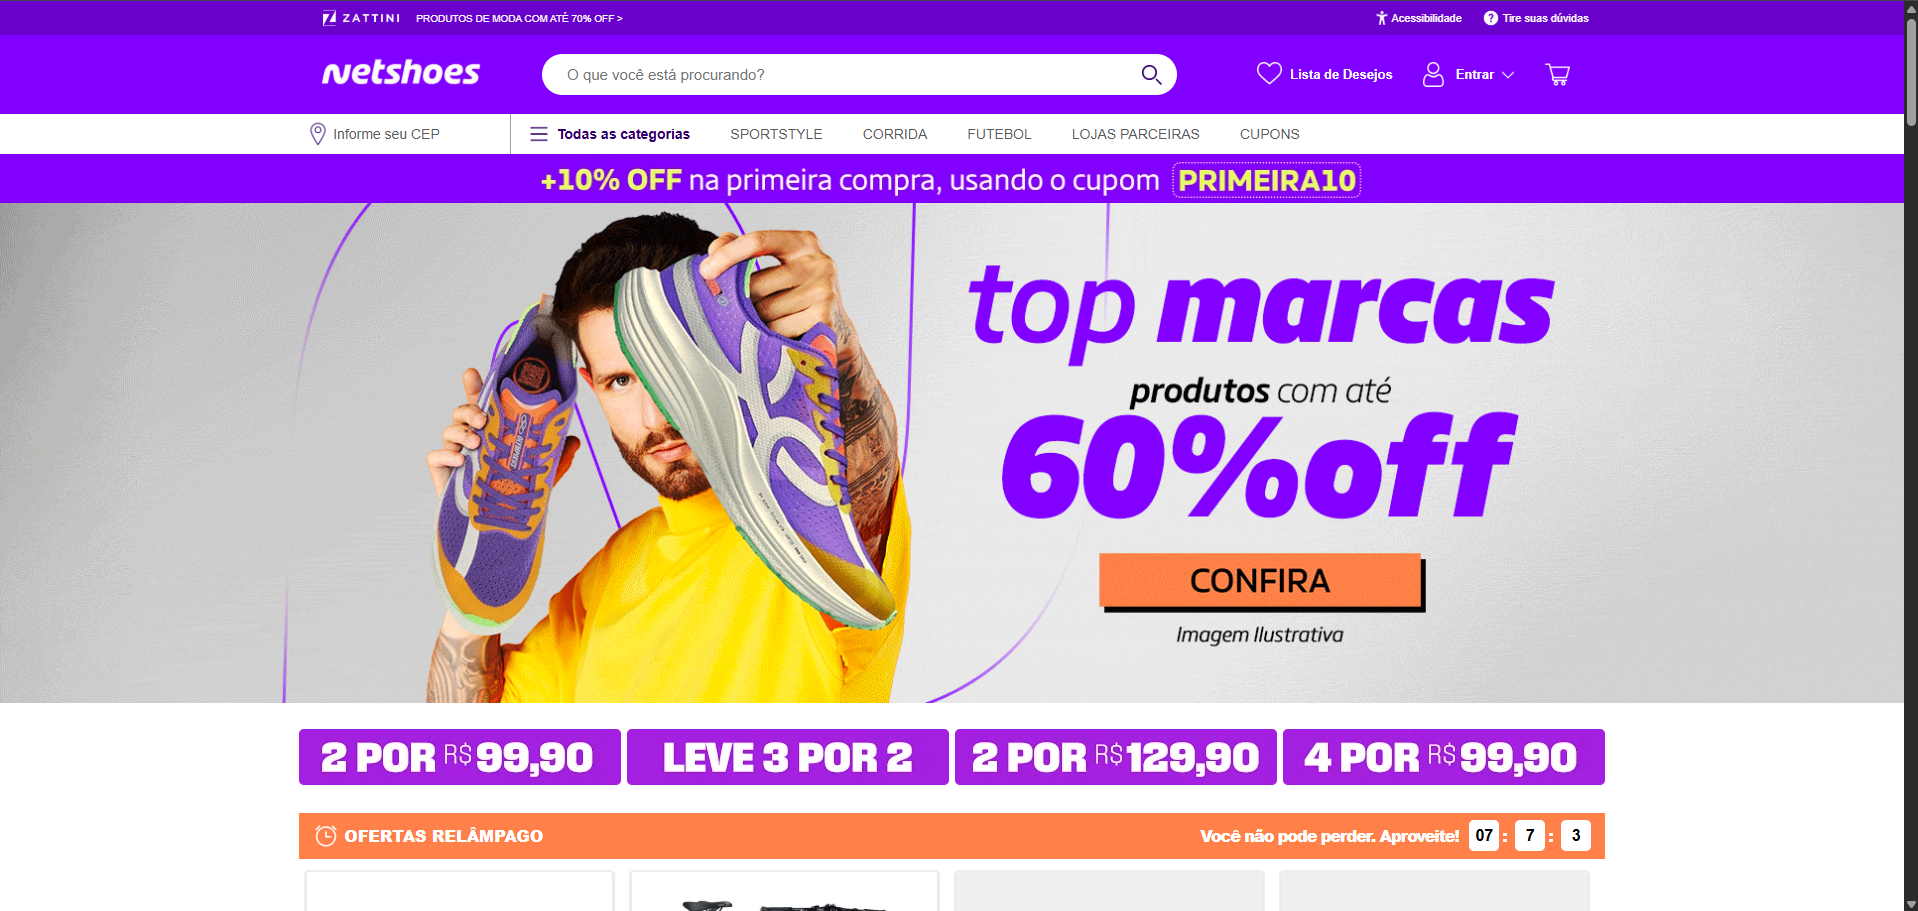 ZATTINI PRODUTOS DE MODA COM ATÉ 70% OFF > Acessibilidade ? Tire suas dúvidas
netshoes O que você está procurando? Lista de Desejos Entrar
Informe seu CEP Todas as categorias SPORTSTYLE CORRIDA FUTEBOL LOJAS PARCEIRAS CUPONS
+10% OFF na primeira compra, usando o cupom PRIMEIRA10
top marcas
produtos com até
60%off
CONFIRA
Imagem Ilustrativa
OLYMPIKUS
2 POR R$ 99,90 LEVE 3 POR 2 2 POR R$ 129,90 4 POR R$ 99,90
OFERTAS RELÂMPAGO Você não pode perder. Aproveite! 07 : 7 : 3